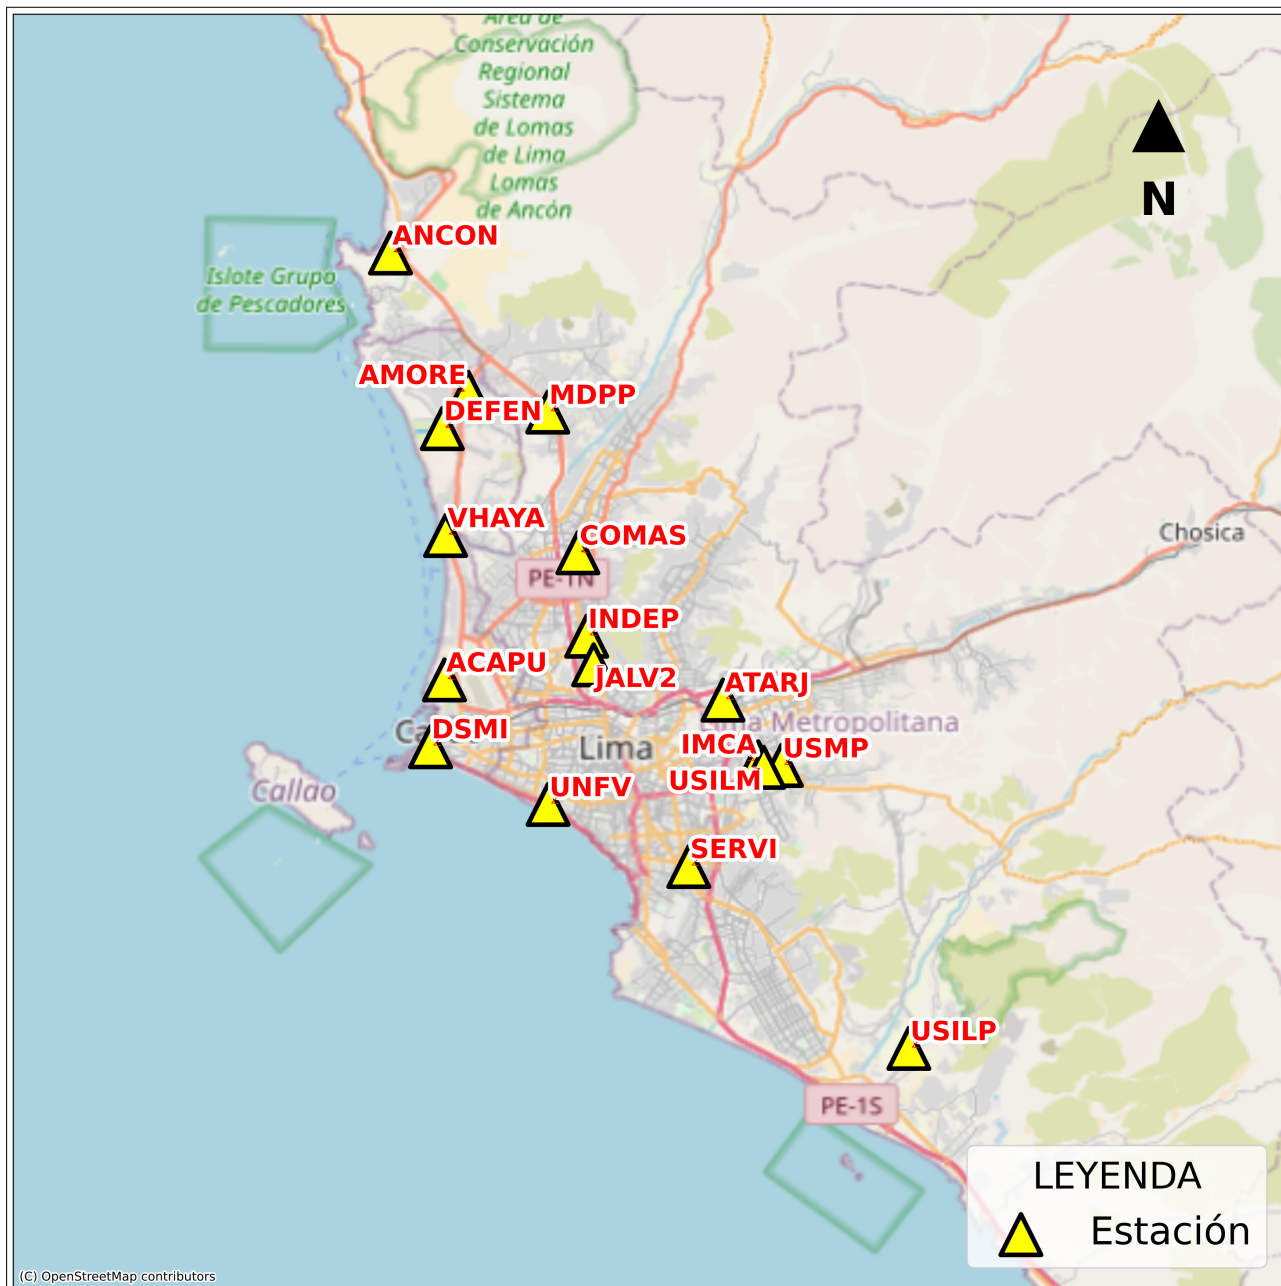 Área de
Conservación
Regional
Sistema
de Lomas
de Lima
Lomas
de Ancón
N
ANCON
Islote Grupo
de Pescadores
AMORE
MDPP
DEFEN
VHAYA
COMAS
Chosica
PE-1N
INDEP
ACAPU
JALV2
ATARJ
Metropolitana
DSMI
Lima
IMCA
USMP
USILM
Callao
UNFV
SERVI
USILP
PE-1S
LEYENDA
Estación
(C) OpenStreetMap contributors